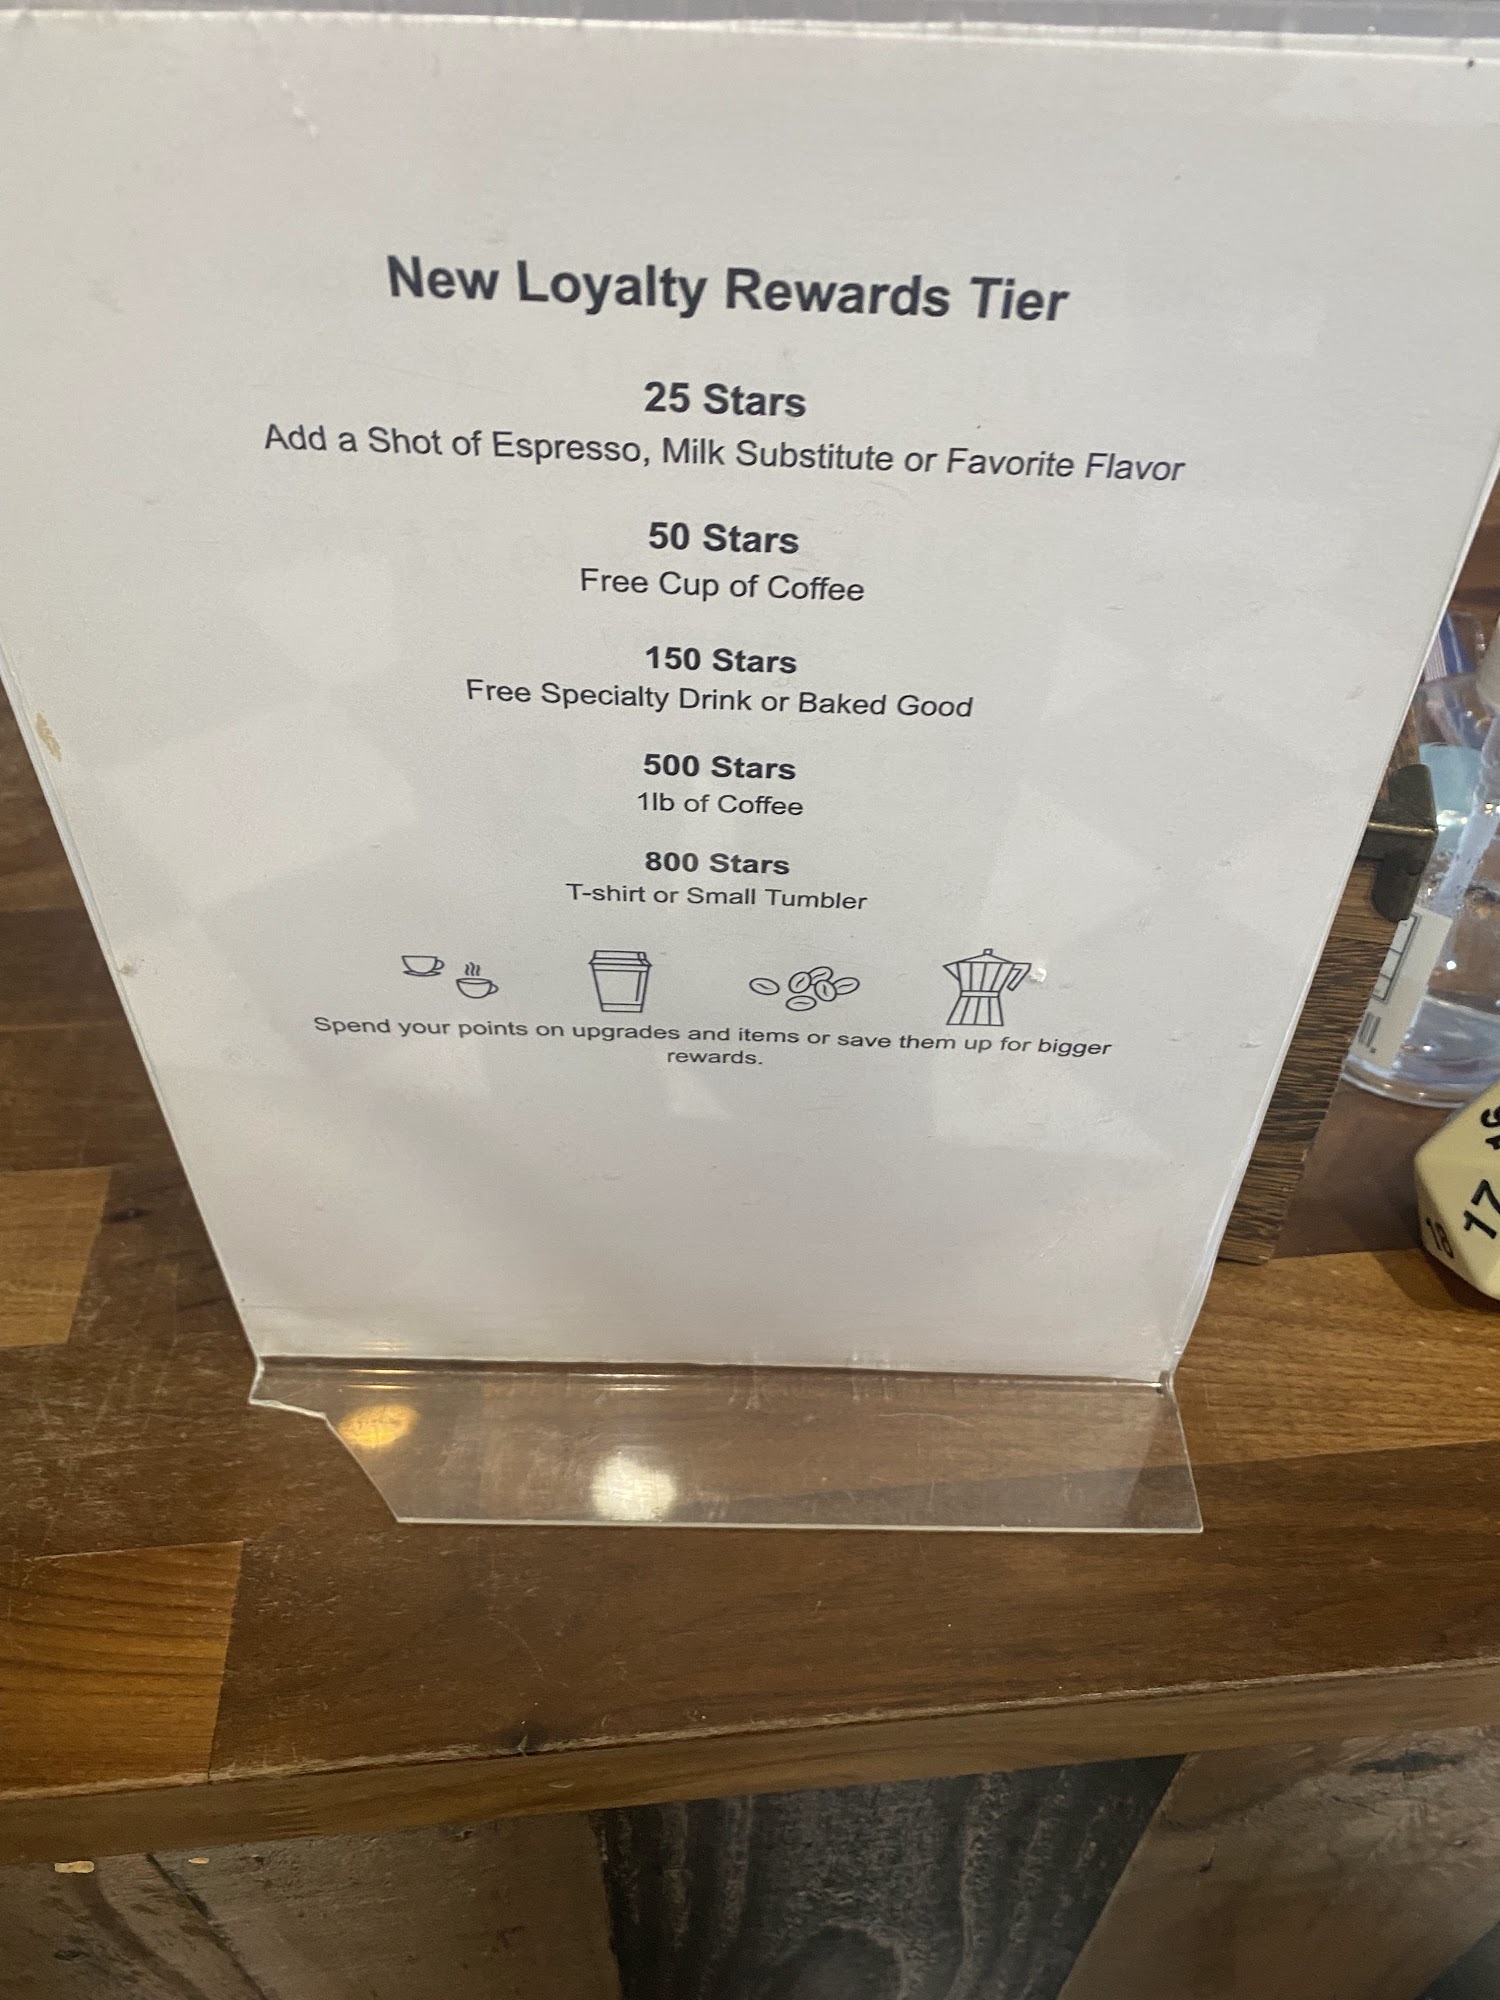 New Loyalty Rewards Tier
25 Stars
Add a Shot of Espresso, Milk Substitute or Favorite Flavor
50 Stars
Free Cup of Coffee
150 Stars
Free Specialty Drink or Baked Good
500 Stars
1lb of Coffee
800 Stars
T-shirt or Small Tumbler
Spend your points on upgrades and items or save them up for bigger
rewards.
17
18